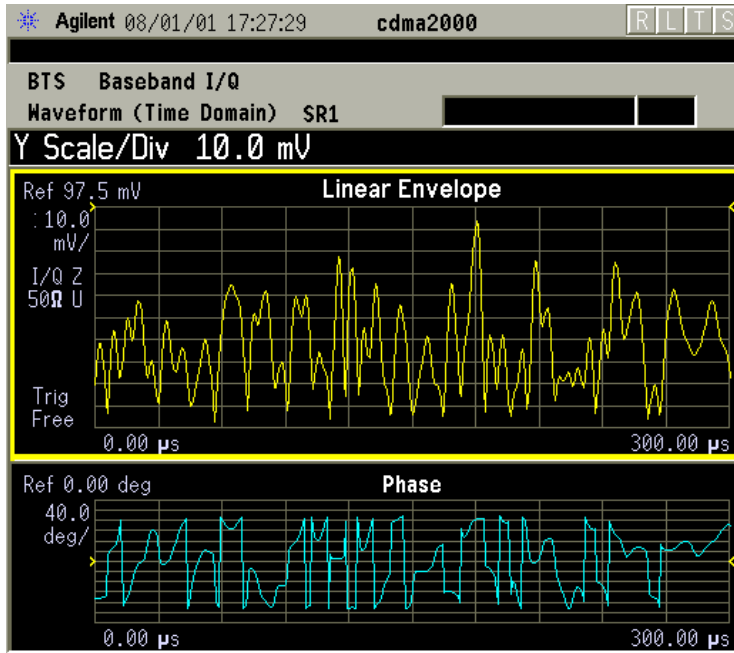 Agilent 08/01/01 17:27:29 cdma2000 R L T S
BTS Baseband I/Q
Waveform (Time Domain) SR1
Y Scale/Div 10.0 mV
Ref 97.5 mV Linear Envelope
10.0
mV/
I/Q Z
50Ω U
Trig
Free
0.00 µs 300.00 µs
Ref 0.00 deg Phase
40.0
deg/
0.00 µs 300.00 µs